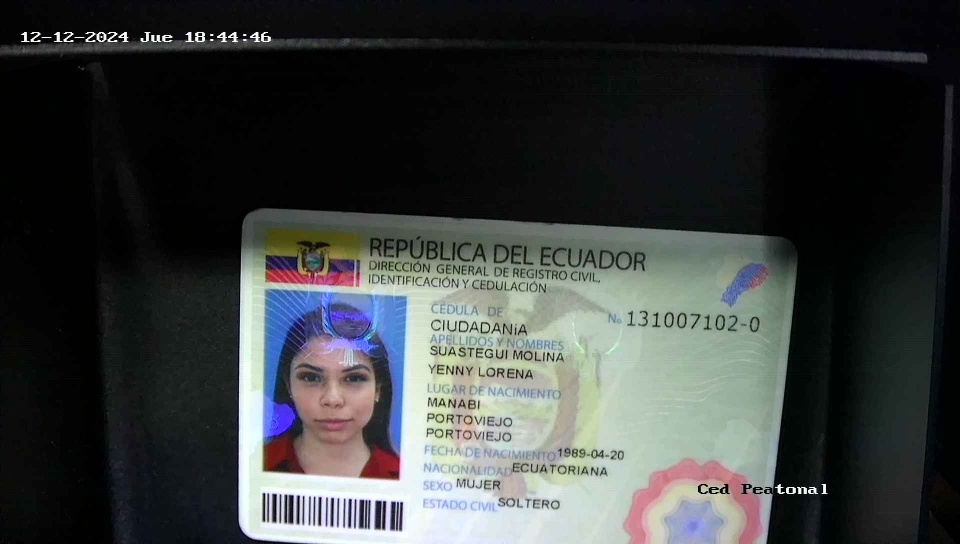 12-12-2024 Jue 18:44:46
REPÚBLICA DEL ECUADOR
DIRECCIÓN GENERAL DE REGISTRO CIVIL,
IDENTIFICACIÓN Y CEDULACIÓN
CÉDULA DE
CIUDADANíA
No 131007102-0
APELLIDOS Y NOMBRES
SUASTEGUI MOLINA
YENNY LORENA
LUGAR DE NACIMIENTO
MANABI
PORTOVIEJO
PORTOVIEJO
FECHA DE NACIMIENTO 1989-04-20
NACIONALIDAD ECUATORIANA
SEXO MUJER
ESTADO CIVIL SOLTERO
Ced Peatonal